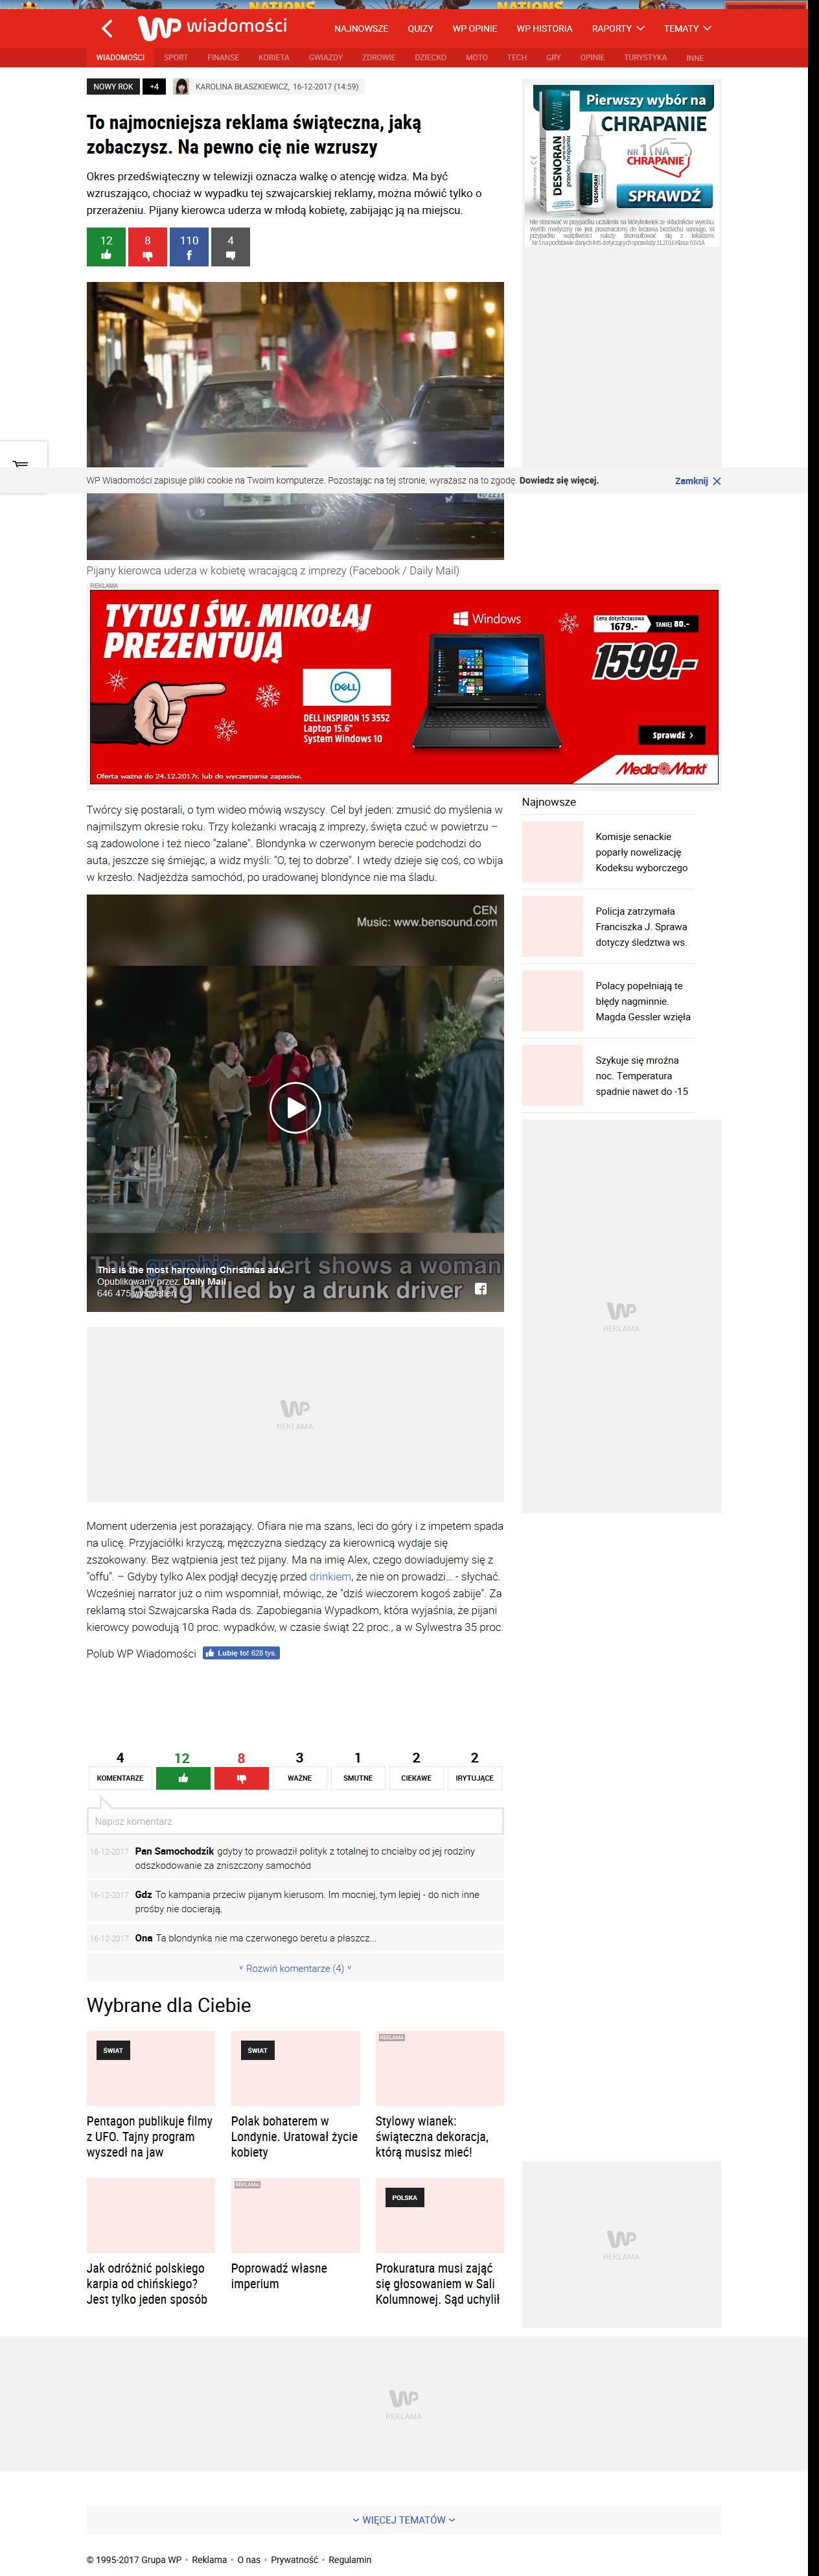 WP wiadomości
NAJNOWSZE QUIZY WP OPINIE WP HISTORIA RAPORTY TEMATY
WIADOMOŚCI SPORT FINANSE KOBIETA GWIAZDY ZDROWIE DZIECKO MOTO TECH GRY OPINIE TURYSTYKA INNE
NOWY ROK +4 KAROLINA BŁASZKIEWICZ, 16-12-2017 (14:59)
To najmocniejsza reklama świąteczna, jaką
zobaczysz. Na pewno cię nie wzruszy
Okres przedświąteczny w telewizji oznacza walkę o atencję widza. Ma być
wzruszająco, chociaż w wypadku tej szwajcarskiej reklamy, można mówić tylko o
przerażeniu. Pijany kierowca uderza w młodą kobietę, zabijając ją na miejscu.
12 8 110 4
Pierwszy wybór na
CHRAPANIE
DESNORAN
NR 1 NA
CHRAPANIE
SPRAWDŹ
Nie stosować w przypadku uczulenia na którykolwiek ze składników wyrobu.
Wyrób medyczny nie jest przeznaczony do leczenia bezdechu sennego. W
przypadku wątpliwości należy skonsultować się z lekarzem.
WP Wiadomości zapisuje pliki cookie na Twoim komputerze. Pozostając na tej stronie, wyrażasz na to zgodę. Dowiedz się więcej.
Zamknij
Pijany kierowca uderza w kobietę wracającą z imprezy (Facebook / Daily Mail)
REKLAMA
TYTUS I ŚW. MIKOŁAJ
PREZENTUJĄ
Windows
Cena dotychczasowa
1679.-
TANIEJ 80.-
1599.-
DELL
DELL INSPIRON 15 3552
Laptop 15.6"
System Windows 10
Sprawdź
Oferta ważna do 24.12.2017r. lub do wyczerpania zapasów.
Media Markt
Twórcy się postarali, o tym wideo mówią wszyscy. Cel był jeden: zmusić do myślenia w
najmilszym okresie roku. Trzy koleżanki wracają z imprezy, święta czuć w powietrzu –
są zadowolone i też nieco "zalane". Blondynka w czerwonym berecie podchodzi do
auta, jeszcze się śmiejąc, a widz myśli: "O, tej to dobrze". I wtedy dzieje się coś, co wbija
w krzesło. Nadjeżdża samochód, po uradowanej blondynce nie ma śladu.
Najnowsze
Komisje senackie
poparły nowelizację
Kodeksu wyborczego
Policja zatrzymała
Franciszka J. Sprawa
dotyczy śledztwa ws.
Polacy popełniają te
błędy nagminnie.
Magda Gessler wzięła
Szykuje się mroźna
noc. Temperatura
spadnie nawet do -15
CEN
Music: www.bensound.com
This graphic advert shows a woman
being killed by a drunk driver
This is the most harrowing Christmas adv...
Opublikowany przez: Daily Mail
646 475 wyświetleń
WP
REKLAMA
WP
REKLAMA
Moment uderzenia jest porażający. Ofiara nie ma szans, leci do góry i z impetem spada
na ulicę. Przyjaciółki krzyczą, mężczyzna siedzący za kierownicą wydaje się
zszokowany. Bez wątpienia jest też pijany. Ma na imię Alex, czego dowiadujemy się z
"offu". – Gdyby tylko Alex podjął decyzję przed drinkiem, że nie on prowadzi... - słychać.
Wcześniej narrator już o nim wspomniał, mówiąc, że "dziś wieczorem kogoś zabije". Za
reklamą stoi Szwajcarska Rada ds. Zapobiegania Wypadkom, która wyjaśnia, że pijani
kierowcy powodują 10 proc. wypadków, w czasie świąt 22 proc., a w Sylwestra 35 proc.
Polub WP Wiadomości Lubię to! 628 tys.
4 12 8 3 1 2 2
KOMENTARZE WAŻNE SMUTNE CIEKAWE IRYTUJĄCE
Napisz komentarz
16-12-2017 Pan Samochodzik gdyby to prowadził polityk z totalnej to chciałby od jej rodziny
odszkodowanie za zniszczony samochód
16-12-2017 Gdz To kampania przeciw pijanym kierusom. Im mocniej, tym lepiej - do nich inne
prośby nie docierają.
16-12-2017 Ona Ta blondynka nie ma czerwonego beretu a płaszcz...
Rozwiń komentarze (4)
Wybrane dla Ciebie
ŚWIAT
ŚWIAT
REKLAMA
Pentagon publikuje filmy
z UFO. Tajny program
wyszedł na jaw
Polak bohaterem w
Londynie. Uratował życie
kobiety
Stylowy wianek:
świąteczna dekoracja,
którą musisz mieć!
REKLAMA
POLSKA
Jak odróżnić polskiego
karpia od chińskiego?
Jest tylko jeden sposób
Poprowadź własne
imperium
Prokuratura musi zająć
się głosowaniem w Sali
Kolumnowej. Sąd uchylił
WP
REKLAMA
WP
REKLAMA
WIĘCEJ TEMATÓW
© 1995-2017 Grupa WP • Reklama • O nas • Prywatność • Regulamin